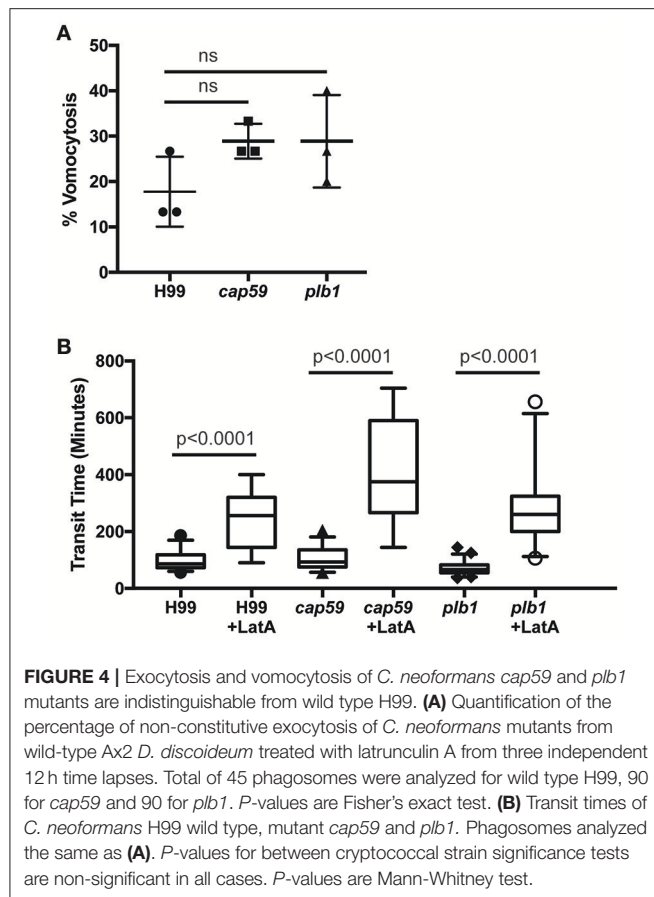 A
50
40
30
20
10
0
% Vomocytosis
ns
ns
H99 cap59 plb1
B
800
600
400
200
0
Transit Time (Minutes)
p<0.0001
p<0.0001
p<0.0001
H99 H99 cap59 cap59 plb1 plb1
+LatA +LatA +LatA
FIGURE 4 | Exocytosis and vomocytosis of C. neoformans cap59 and plb1
mutants are indistinguishable from wild type H99. (A) Quantification of the
percentage of non-constitutive exocytosis of C. neoformans mutants from
wild-type Ax2 D. discoideum treated with latrunculin A from three independent
12 h time lapses. Total of 45 phagosomes were analyzed for wild type H99, 90
for cap59 and 90 for plb1. P-values are Fisher's exact test. (B) Transit times of
C. neoformans H99 wild type, mutant cap59 and plb1. Phagosomes analyzed
the same as (A). P-values for between cryptococcal strain significance tests
are non-significant in all cases. P-values are Mann-Whitney test.